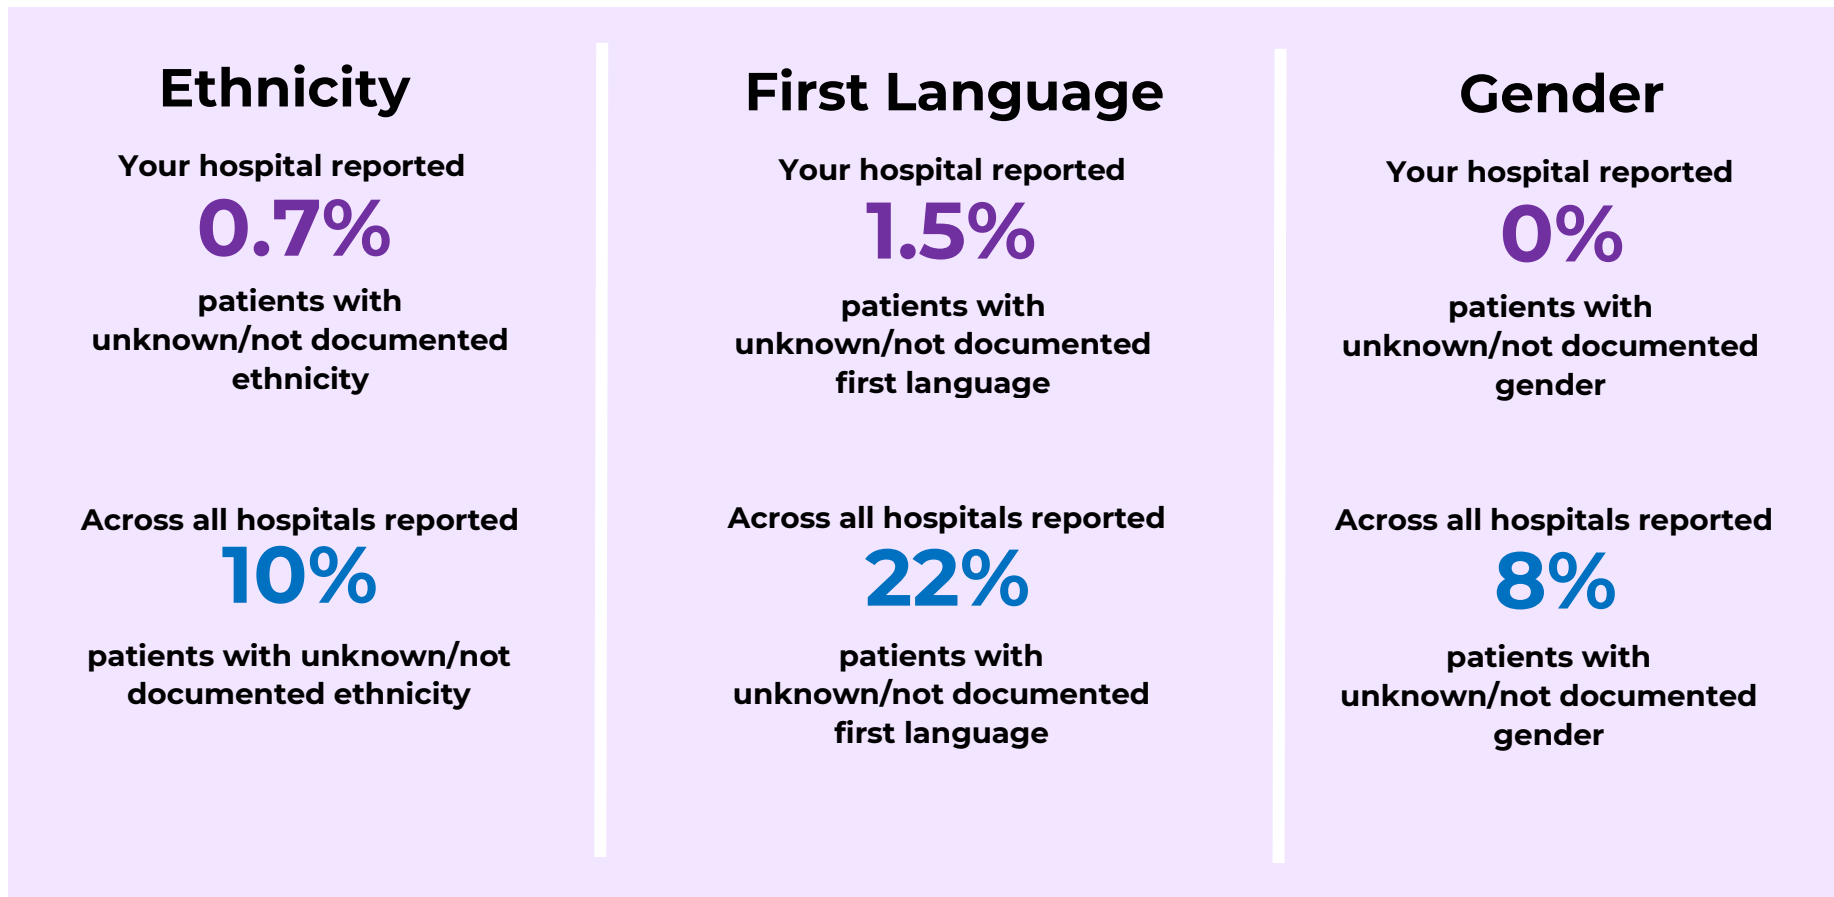 Ethnicity
Your hospital reported
0.7%
patients with
unknown/not documented
ethnicity
Across all hospitals reported
10%
patients with unknown/not
documented ethnicity
First Language
Your hospital reported
1.5%
patients with
unknown/not documented
first language
Across all hospitals reported
22%
patients with
unknown/not documented
first language
Gender
Your hospital reported
0%
patients with
unknown/not documented
gender
Across all hospitals reported
8%
patients with
unknown/not documented
gender